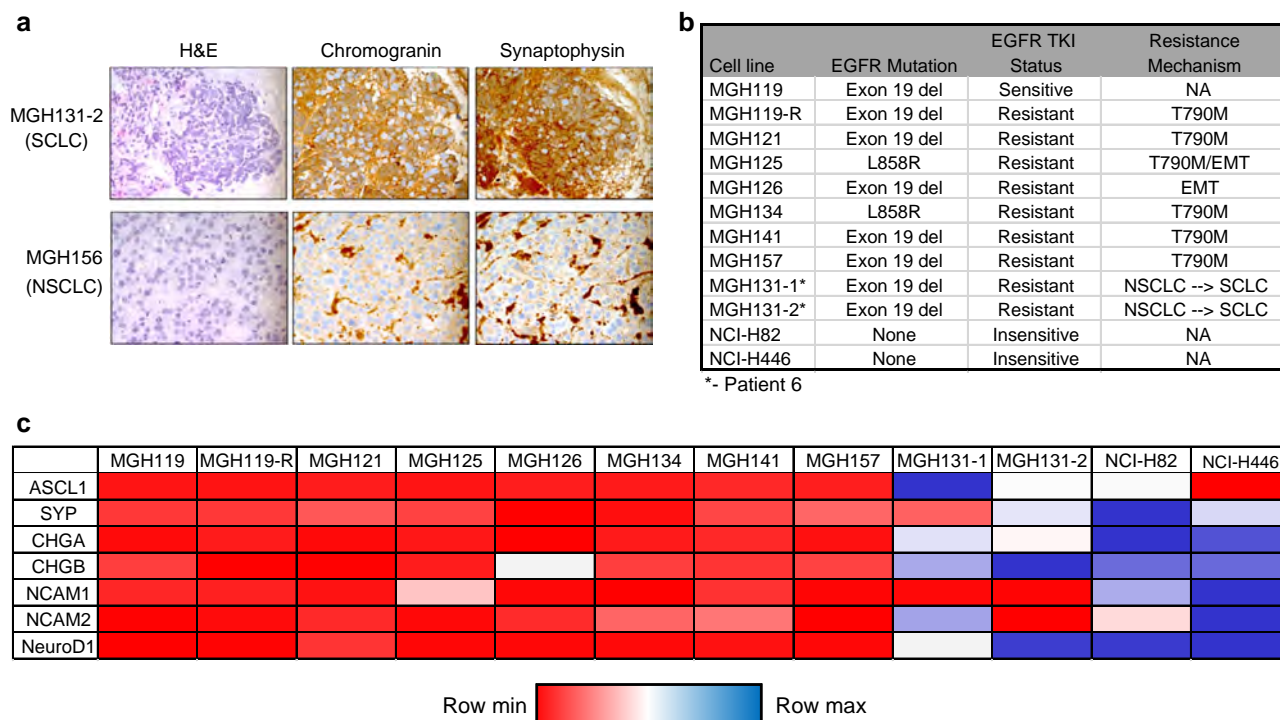 a
H&E Chromogranin Synaptophysin
MGH131-2
(SCLC)
MGH156
(NSCLC)
b
Cell line EGFR Mutation EGFR TKI Status Resistance Mechanism
MGH119 Exon 19 del Sensitive NA
MGH119-R Exon 19 del Resistant T790M
MGH121 Exon 19 del Resistant T790M
MGH125 L858R Resistant T790M/EMT
MGH126 Exon 19 del Resistant EMT
MGH134 L858R Resistant T790M
MGH141 Exon 19 del Resistant T790M
MGH157 Exon 19 del Resistant T790M
MGH131-1* Exon 19 del Resistant NSCLC --> SCLC
MGH131-2* Exon 19 del Resistant NSCLC --> SCLC
NCI-H82 None Insensitive NA
NCI-H446 None Insensitive NA
*- Patient 6
c
MGH119 MGH119-R MGH121 MGH125 MGH126 MGH134 MGH141 MGH157 MGH131-1 MGH131-2 NCI-H82 NCI-H446
ASCL1
SYP
CHGA
CHGB
NCAM1
NCAM2
NeuroD1
Row min Row max